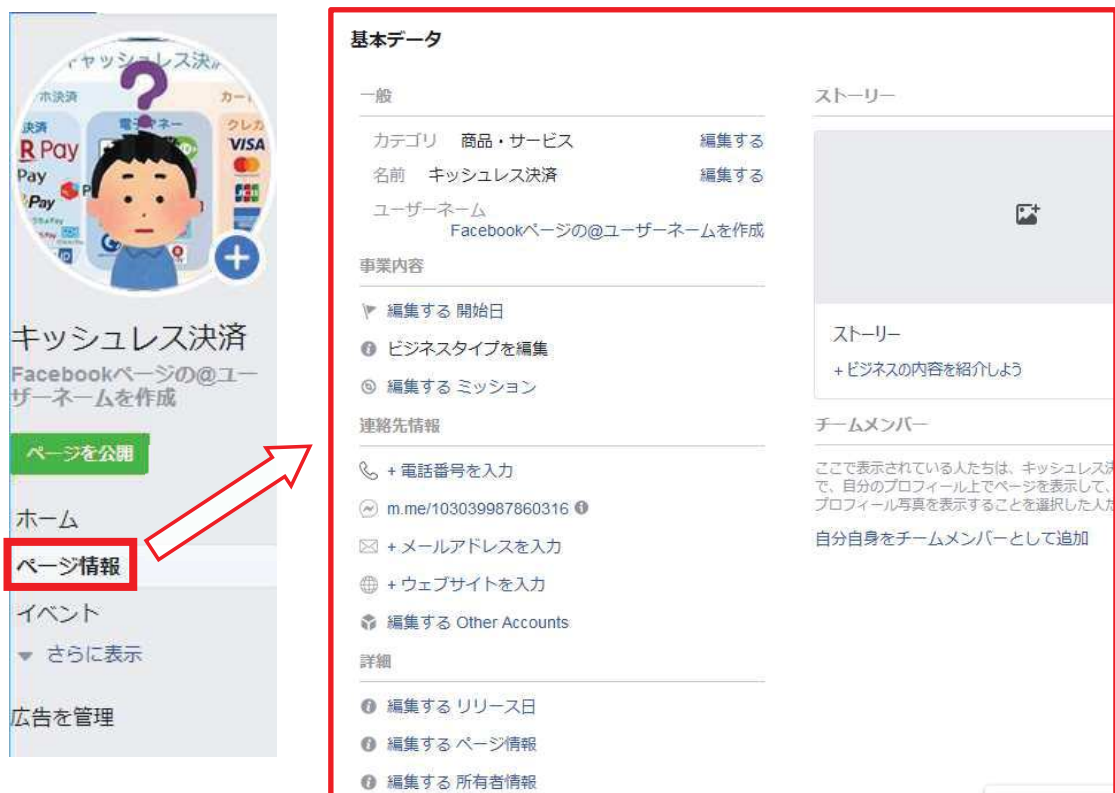 キャッシュレス決済
ホ決済
電子マネー
カード
決済
クレカ
R Pay
VISA
Pay
Pay
JCB
iD
キッシュレス決済
Facebookページの@ユー
ザーネームを作成
ページを公開
ホーム
ページ情報
イベント
さらに表示
広告を管理
基本データ
一般
カテゴリ 商品・サービス 編集する
名前 キッシュレス決済 編集する
ユーザーネーム
Facebookページの@ユーザーネームを作成
事業内容
編集する 開始日
ビジネスタイプを編集
編集する ミッション
連絡先情報
+ 電話番号を入力
m.me/103039987860316
+ メールアドレスを入力
+ ウェブサイトを入力
編集する Other Accounts
詳細
編集する リリース日
編集する ページ情報
編集する 所有者情報
ストーリー
ストーリー
+ ビジネスの内容を紹介しよう
チームメンバー
ここで表示されている人たちは、キッシュレス決
で、自分のプロフィール上でページを表示して、
プロフィール写真を表示することを選択した人た
自分自身をチームメンバーとして追加